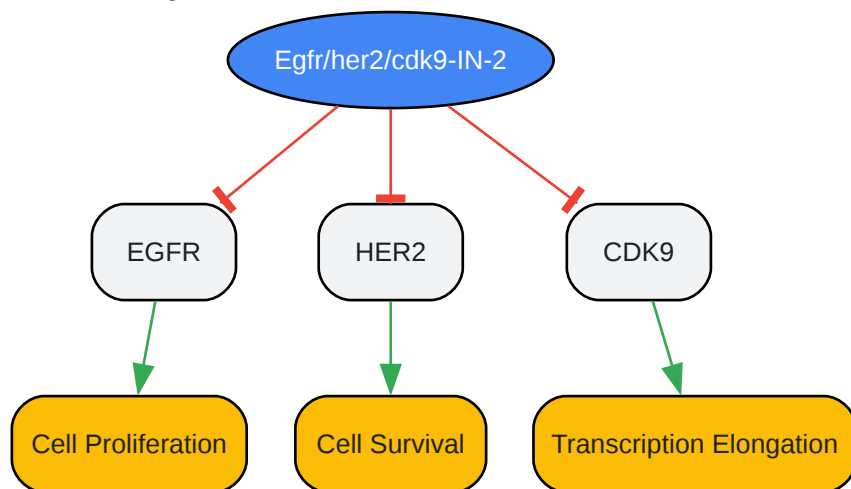 Egfr/her2/cdk9-IN-2
EGFR
HER2
CDK9
Cell Proliferation
Cell Survival
Transcription Elongation